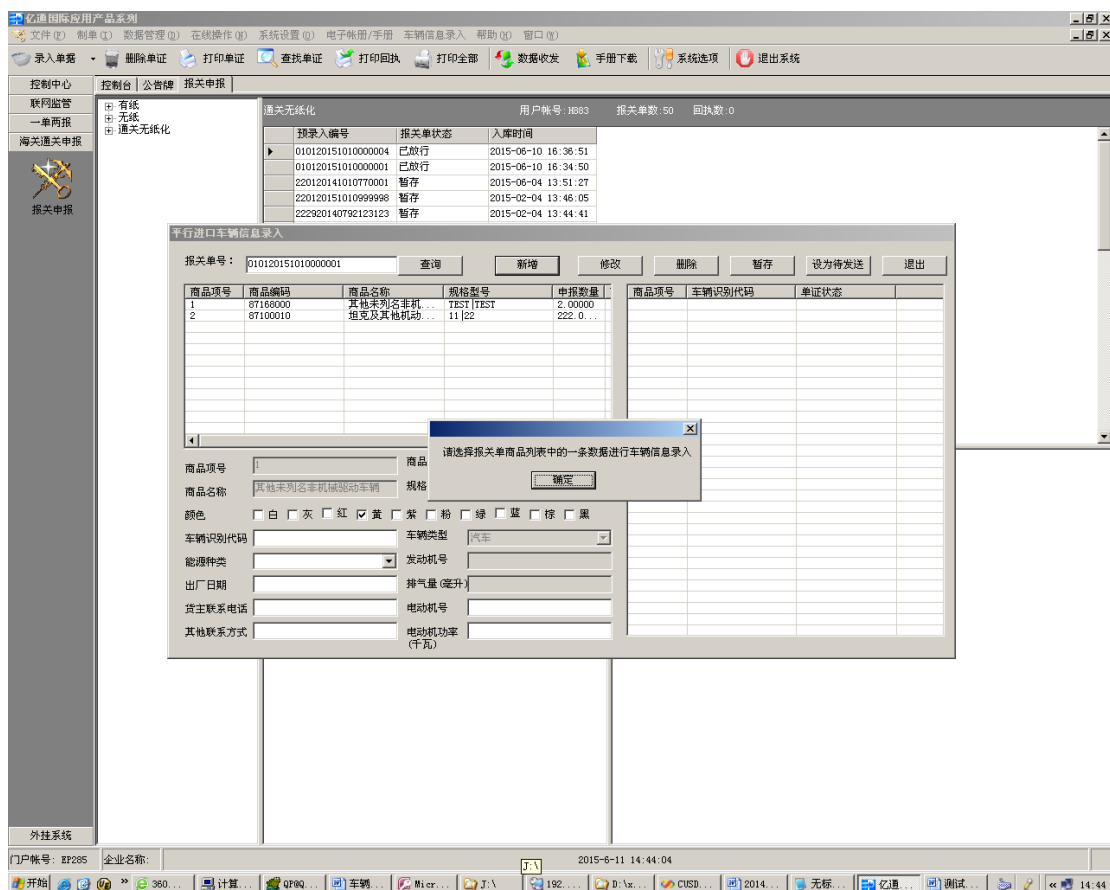 亿通国际应用产品系列
文件(F) 制单(I) 数据管理(D) 在线操作(W) 系统设置(O) 电子帐册/手册 车辆信息录入 帮助(H) 窗口(W)
录入单据 删除单证 打印单证 查找单证 打印回执 打印全部 数据收发 手册下载 系统选项 退出系统
控制中心
联网监管
一单两报
海关通关申报
报关申报
外挂系统
控制台 公告牌 报关申报
有纸
无纸
通关无纸化
通关无纸化 用户帐号:H883 报关单数:50 回执数:0
预录入编号 报关单状态 入库时间
010120151010000004 已放行 2015-06-10 16:36:51
010120151010000001 已放行 2015-06-10 16:34:50
220120141010770001 暂存 2015-06-04 13:51:27
220120151010999998 暂存 2015-02-04 13:46:05
222920140792123123 暂存 2015-02-04 13:44:41
平行进口车辆信息录入
报关单号： 010120151010000001 查询 新增 修改 删除 暂存 设为待发送 退出
商品项号 商品编码 商品名称 规格型号 申报数量
1 87168000 其他未列名非机... TEST|TEST 2.00000
2 87100010 坦克及其他机动... 11|22 222.0...
商品项号 车辆识别代码 单证状态
请选择报关单商品列表中的一条数据进行车辆信息录入
确定
商品项号 1 商品
商品名称 其他未列名非机械驱动车辆 规格
颜色 白 灰 红 黄 紫 粉 绿 蓝 棕 黑
车辆识别代码 车辆类型 汽车
能源种类 发动机号
出厂日期 排气量(毫升)
货主联系电话 电动机号
其他联系方式 电动机功率
(千瓦)
门户帐号: EP285 企业名称: 2015-6-11 14:44:04
J:\
开始 » 360... 计算... QP@Q... 车辆... Micr... J:\ 192.... D:\x... CUSD... 2014... 无标... 亿通... 测试... « 14:44